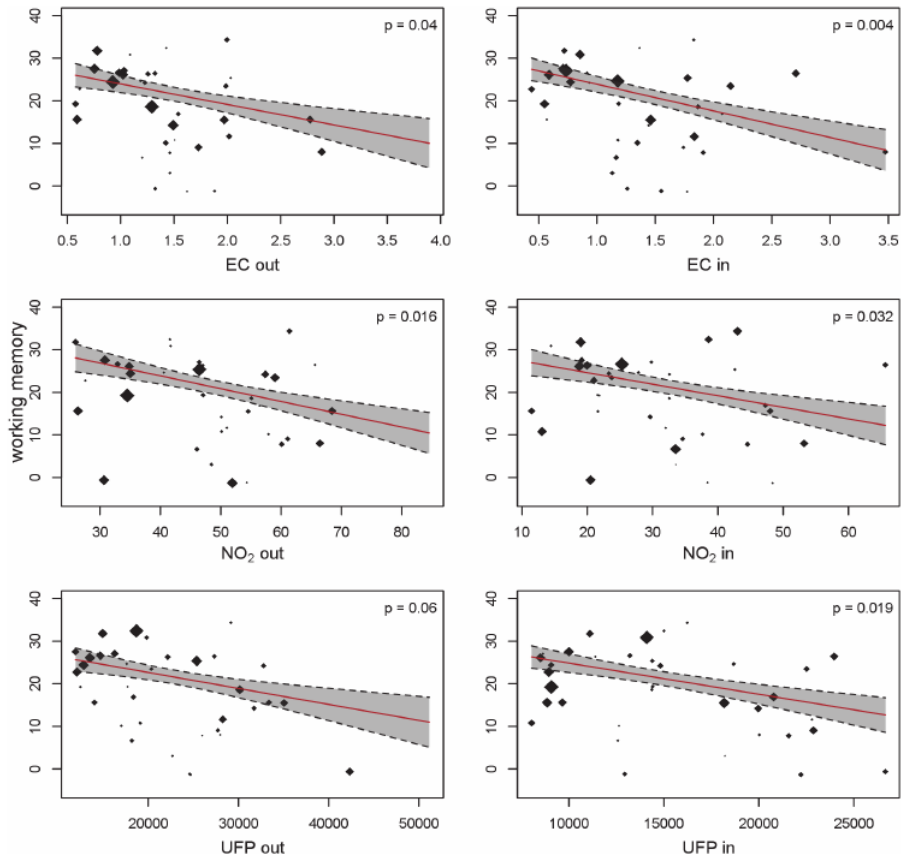 p = 0.04
40
30
20
10
0
0.5 1.0 1.5 2.0 2.5 3.0 3.5 4.0
EC out
p = 0.004
40
30
20
10
0
0.5 1.0 1.5 2.0 2.5 3.0 3.5
EC in
working memory
p = 0.016
40
30
20
10
0
30 40 50 60 70 80
NO₂ out
p = 0.032
40
30
20
10
0
10 20 30 40 50 60
NO₂ in
p = 0.06
40
30
20
10
0
20000 30000 40000 50000
UFP out
p = 0.019
40
30
20
10
0
10000 15000 20000 25000
UFP in